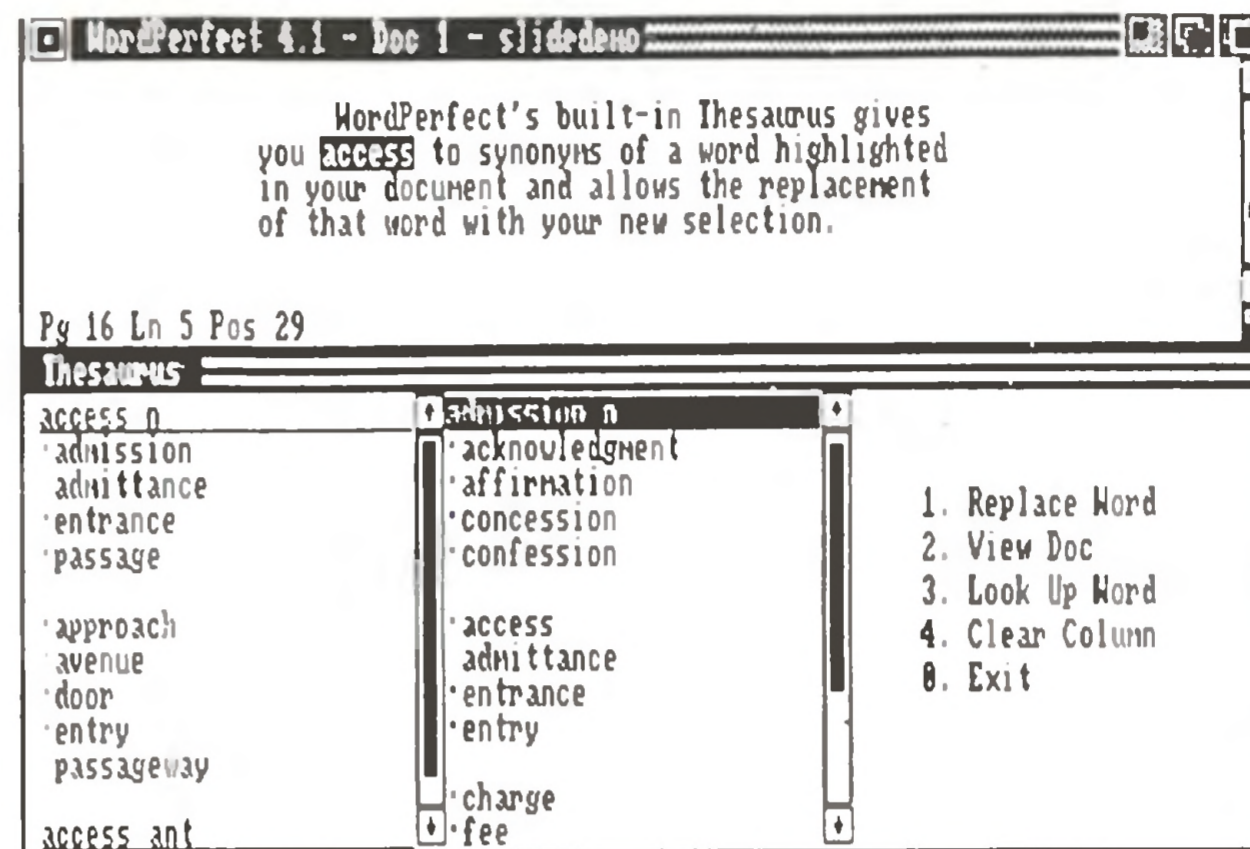 WordPerfect 4.1 - Doc 1 - slidedemo
WordPerfect's built-in Thesaurus gives
you access to synonyms of a word highlighted
in your document and allows the replacement
of that word with your new selection.
Pg 16 Ln 5 Pos 29
Thesaurus
access n
·admission
admittance
·entrance
·passage
·approach
·avenue
·door
·entry
passageway
access ant
admission n
·acknowledgment
·affirmation
·concession
·confession
·access
admittance
·entrance
·entry
·charge
·fee
1. Replace Word
2. View Doc
3. Look Up Word
4. Clear Column
0. Exit